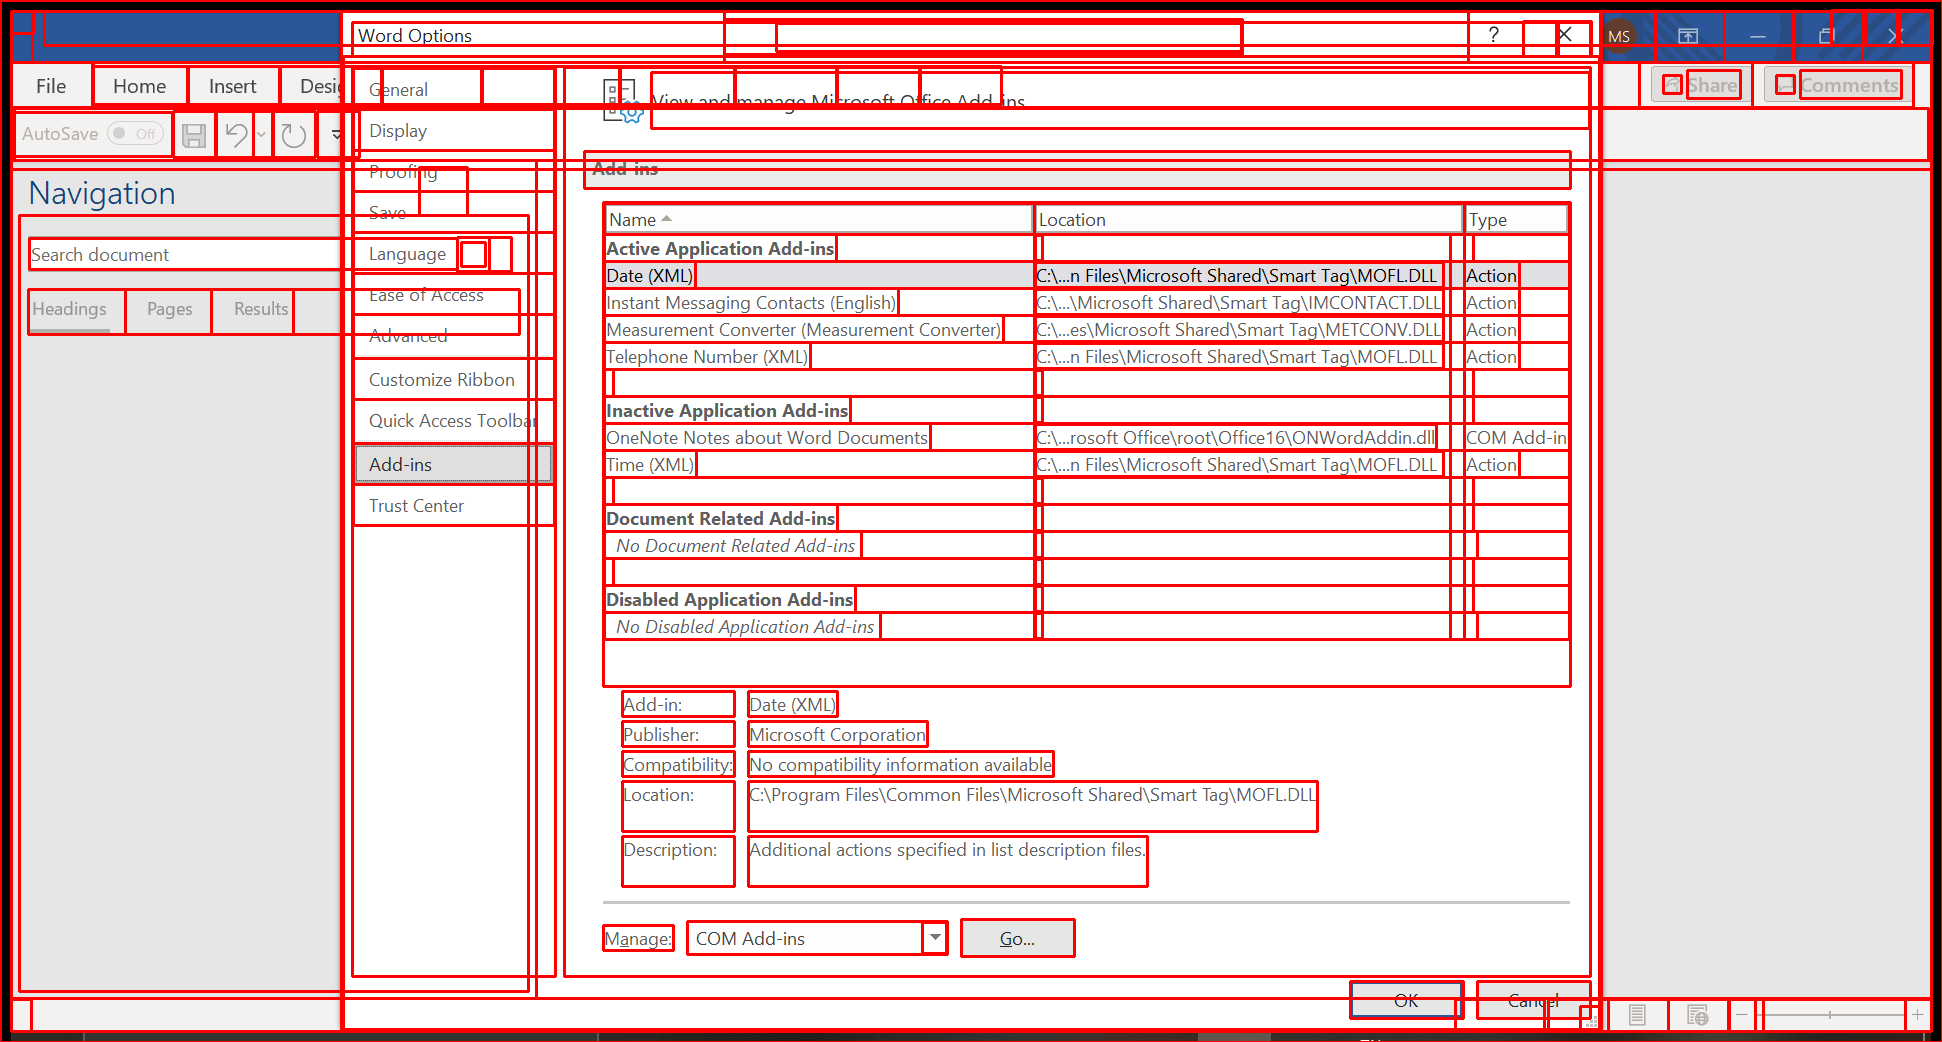 Word Options
?
MS
File
Home
Insert
Share
Comments
AutoSave
Off
Navigation
Search document
Headings
Pages
Results
General
Display
Proofing
Save
Language
Ease of Access
Advanced
Customize Ribbon
Quick Access Toolbar
Add-ins
Trust Center
View and manage Microsoft Office Add-ins
Add-ins
Name Location Type
Active Application Add-ins
Date (XML) C:\...n Files\Microsoft Shared\Smart Tag\MOFL.DLL Action
Instant Messaging Contacts (English) C:\...\Microsoft Shared\Smart Tag\IMCONTACT.DLL Action
Measurement Converter (Measurement Converter) C:\...es\Microsoft Shared\Smart Tag\METCONV.DLL Action
Telephone Number (XML) C:\...n Files\Microsoft Shared\Smart Tag\MOFL.DLL Action
Inactive Application Add-ins
OneNote Notes about Word Documents C:\...rosoft Office\root\Office16\ONWordAddin.dll COM Add-in
Time (XML) C:\...n Files\Microsoft Shared\Smart Tag\MOFL.DLL Action
Document Related Add-ins
No Document Related Add-ins
Disabled Application Add-ins
No Disabled Application Add-ins
Add-in: Date (XML)
Publisher: Microsoft Corporation
Compatibility: No compatibility information available
Location: C:\Program Files\Common Files\Microsoft Shared\Smart Tag\MOFL.DLL
Description: Additional actions specified in list description files.
Manage: COM Add-ins Go...
OK Cancel